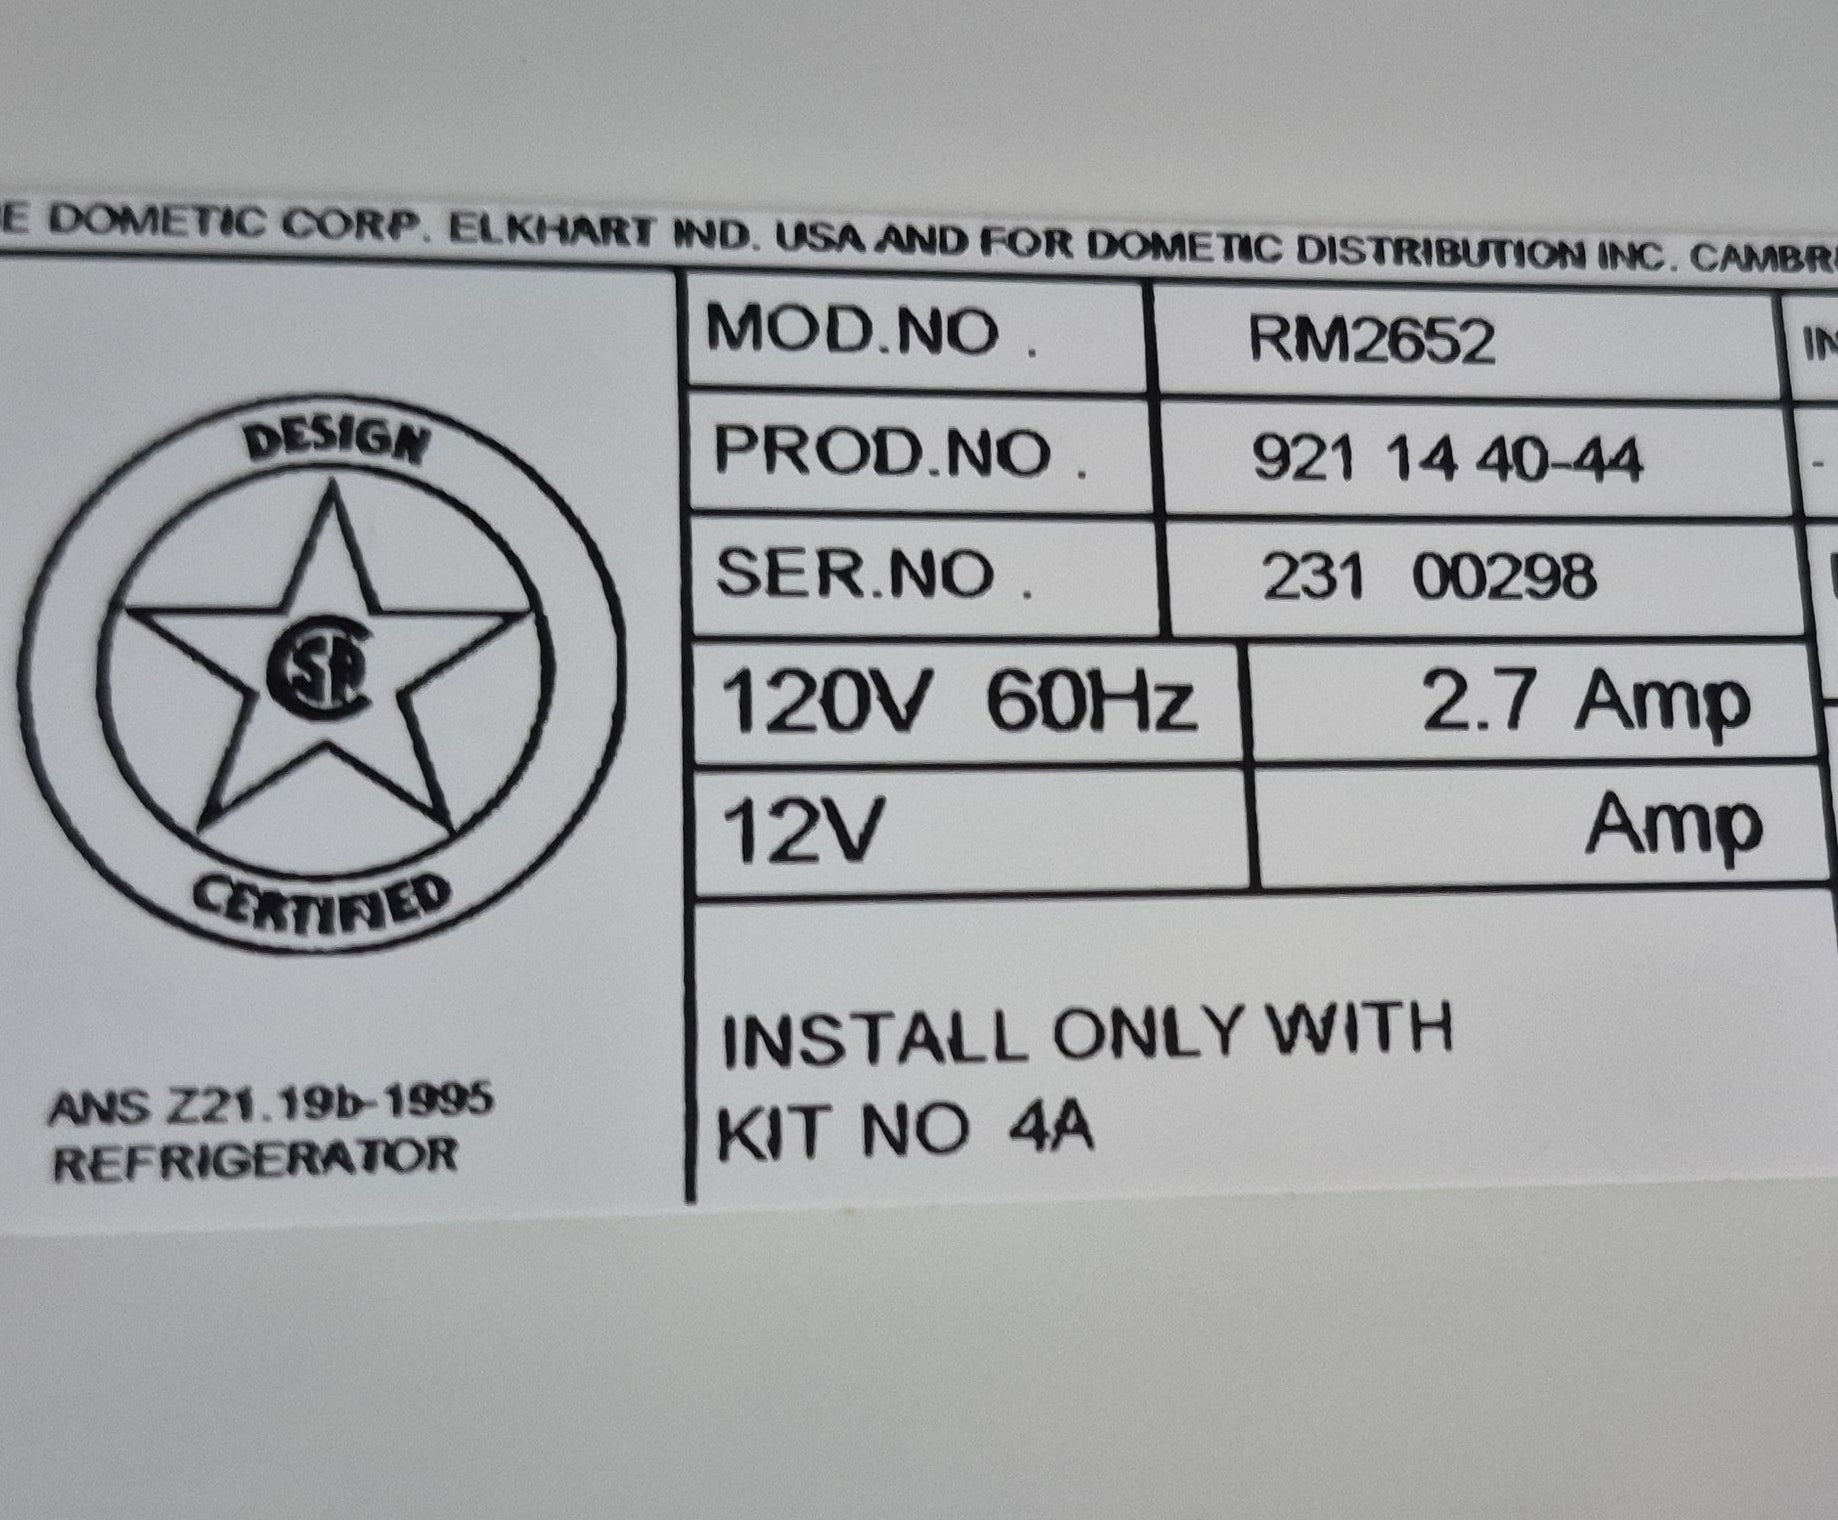 DOMETIC CORP. ELKHART IND. USA AND FOR DOMETIC DISTRIBUTION INC.
DESIGN
CSA
CERTIFIED
ANS Z21.19b-1995
REFRIGERATOR
MOD.NO . RM2652
PROD.NO . 921 14 40-44
SER.NO . 231 00298
120V 60Hz 2.7 Amp
12V Amp
INSTALL ONLY WITH
KIT NO 4A